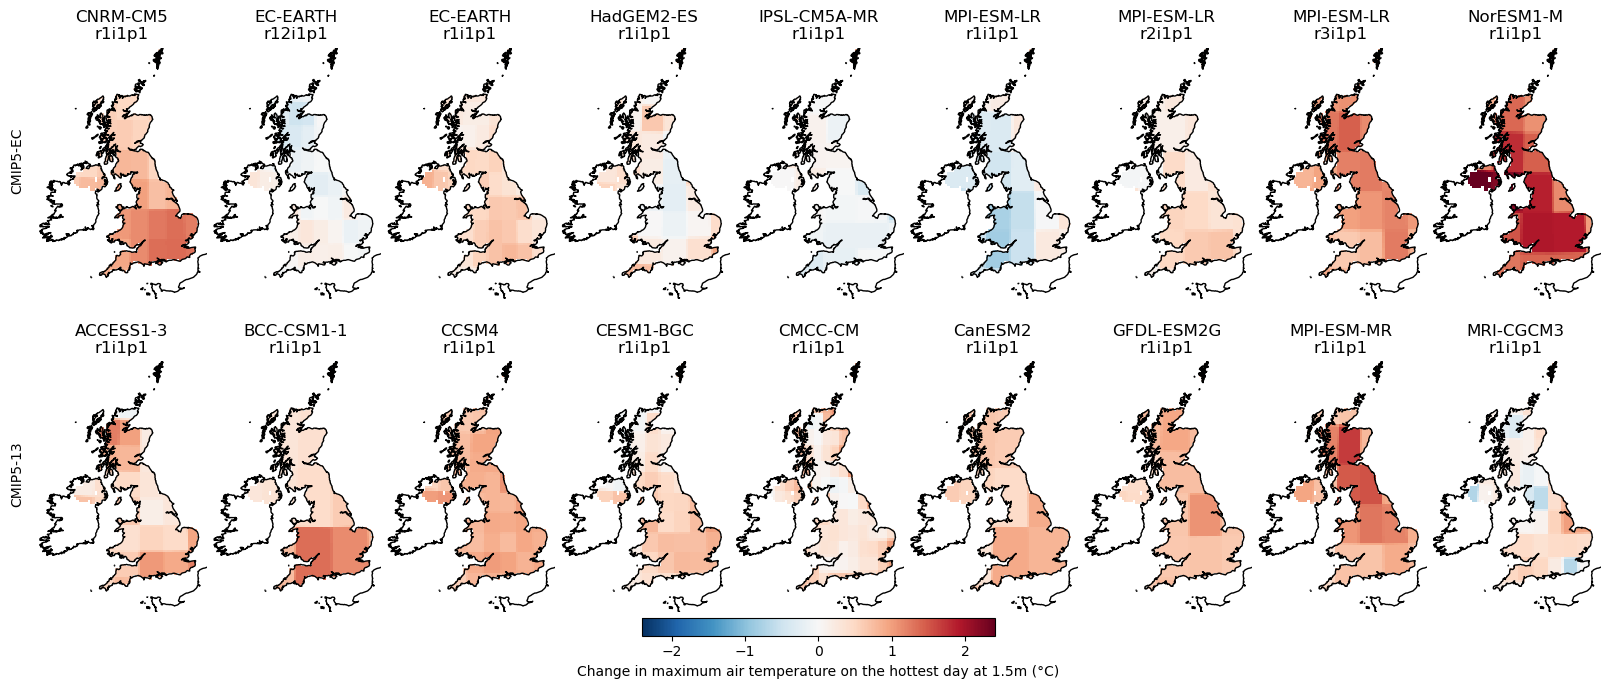 CNRM-CM5
r1i1p1
EC-EARTH
r12i1p1
EC-EARTH
r1i1p1
HadGEM2-ES
r1i1p1
IPSL-CM5A-MR
r1i1p1
MPI-ESM-LR
r1i1p1
MPI-ESM-LR
r2i1p1
MPI-ESM-LR
r3i1p1
NorESM1-M
r1i1p1
CMIP5-EC
ACCESS1-3
r1i1p1
BCC-CSM1-1
r1i1p1
CCSM4
r1i1p1
CESM1-BGC
r1i1p1
CMCC-CM
r1i1p1
CanESM2
r1i1p1
GFDL-ESM2G
r1i1p1
MPI-ESM-MR
r1i1p1
MRI-CGCM3
r1i1p1
CMIP5-13
−2 −1 0 1 2
Change in maximum air temperature on the hottest day at 1.5m (°C)